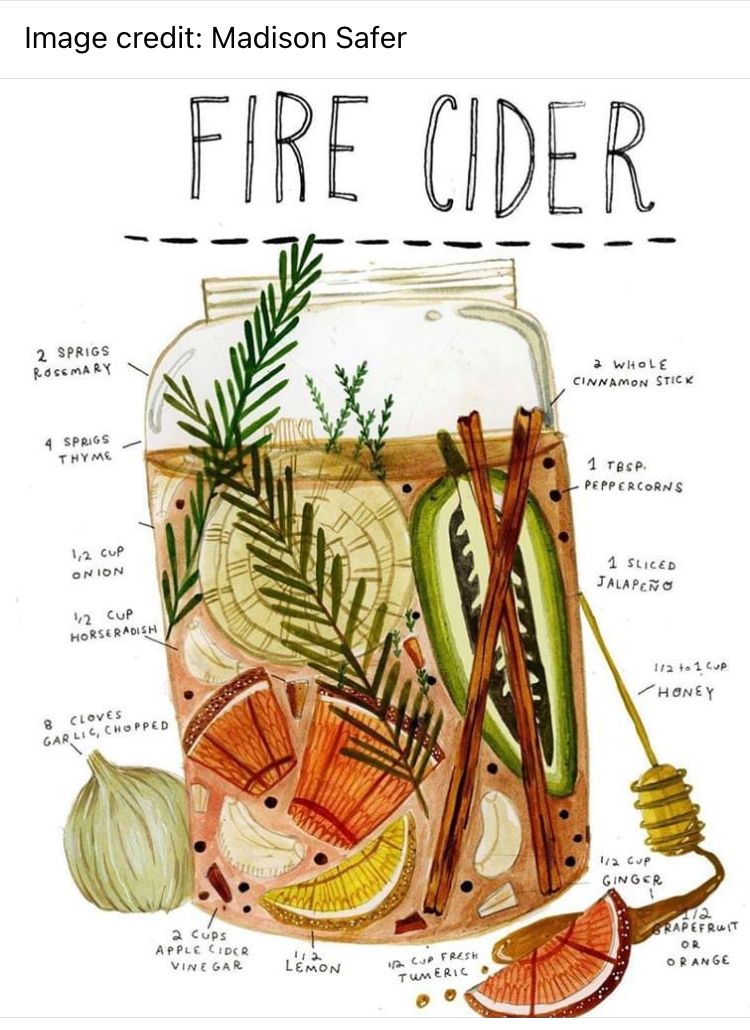 Image credit: Madison Safer
FIRE CIDER
2 SPRIGS
ROSEMARY
4 SPRIGS
THYME
1/2 CUP
ONION
1/2 CUP
HORSERADISH
8 CLOVES
GARLIC, CHOPPED
2 CUPS
APPLE CIDER
VINEGAR
1/2
LEMON
1/2 CUP FRESH
TUMERIC
2 WHOLE
CINNAMON STICK
1 TBSP.
PEPPERCORNS
1 SLICED
JALAPEÑO
1/2 to 1 CUP
HONEY
1/2 CUP
GINGER
1/2
GRAPEFRUIT
OR
ORANGE